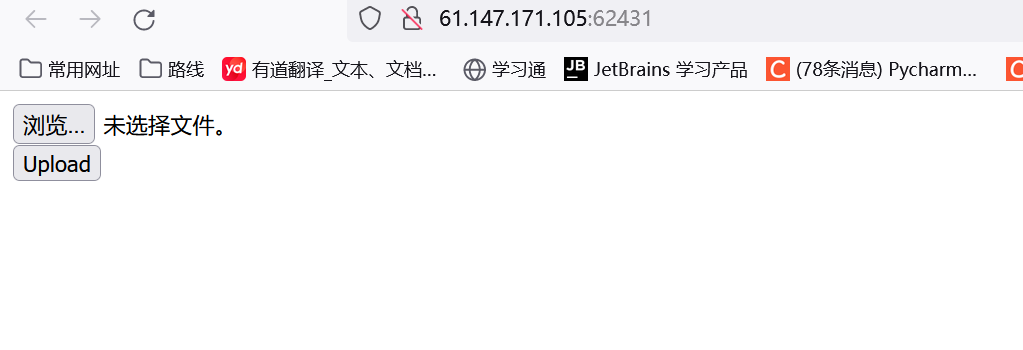 61.147.171.105:62431
常用网址 路线 yd 有道翻译_文本、文档... 学习通 JB JetBrains 学习产品 C (78条消息) Pycharm... C
浏览... 未选择文件。
Upload